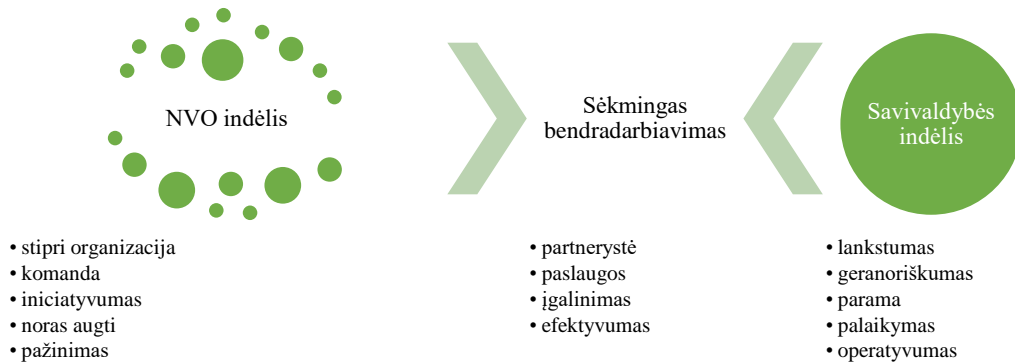 NVO indėlis
Sėkmingas
bendradarbiavimas
Savivaldybės
indėlis
• stipri organizacija
• komanda
• iniciatyvumas
• noras augti
• pažinimas
• partnerystė
• paslaugos
• įgalinimas
• efektyvumas
• lankstumas
• geranoriškumas
• parama
• palaikymas
• operatyvumas